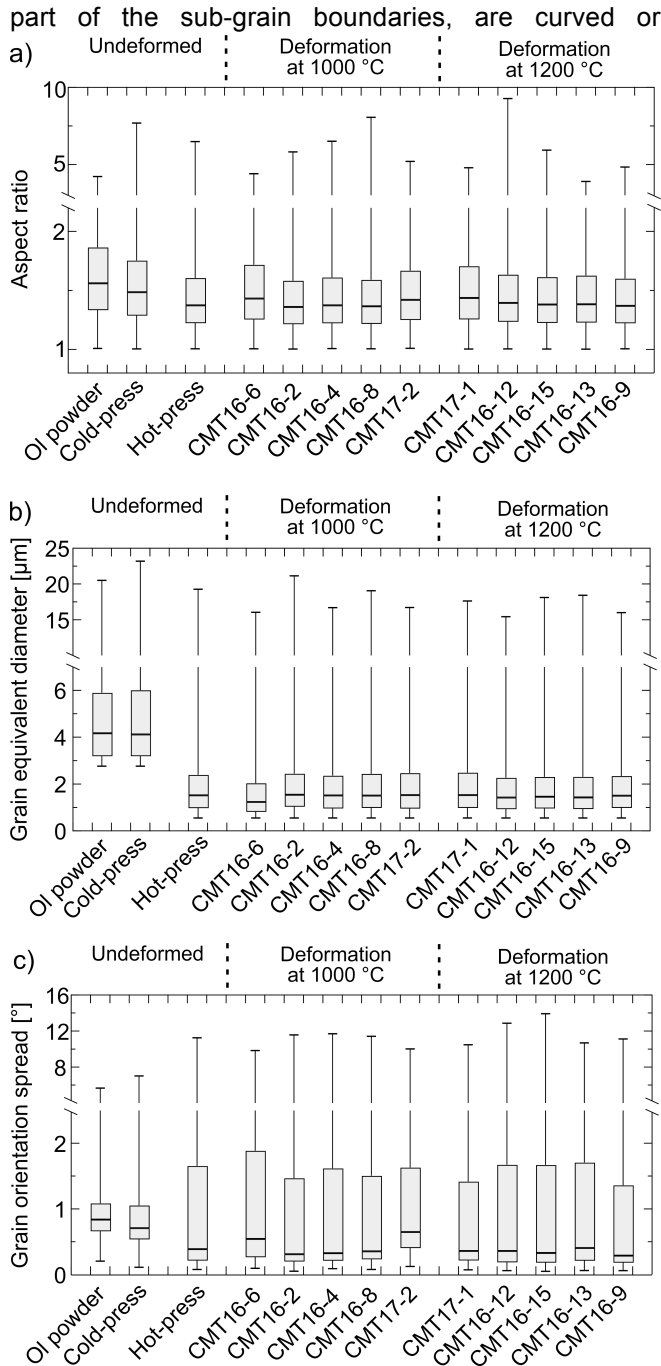 part of the sub-grain boundaries, are curved or
a)
Undeformed
Deformation
at 1000 °C
Deformation
at 1200 °C
Aspect ratio
10
5
2
1
Ol powder
Cold-press
Hot-press
CMT16-6
CMT16-2
CMT16-4
CMT16-8
CMT17-2
CMT17-1
CMT16-12
CMT16-15
CMT16-13
CMT16-9
b)
Undeformed
Deformation
at 1000 °C
Deformation
at 1200 °C
Grain equivalent diameter [µm]
25
20
15
6
4
2
0
Ol powder
Cold-press
Hot-press
CMT16-6
CMT16-2
CMT16-4
CMT16-8
CMT17-2
CMT17-1
CMT16-12
CMT16-15
CMT16-13
CMT16-9
c)
Undeformed
Deformation
at 1000 °C
Deformation
at 1200 °C
Grain orientation spread [°]
16
12
8
2
1
0
Ol powder
Cold-press
Hot-press
CMT16-6
CMT16-2
CMT16-4
CMT16-8
CMT17-2
CMT17-1
CMT16-12
CMT16-15
CMT16-13
CMT16-9